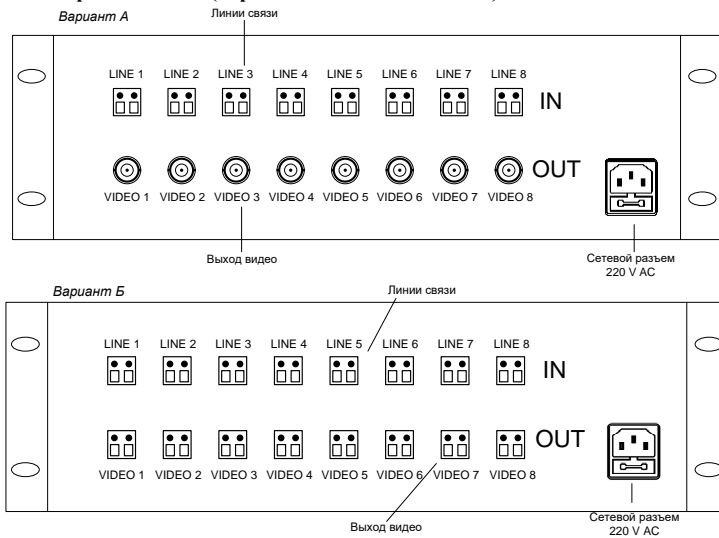 Вариант А
Линии связи
LINE 1 LINE 2 LINE 3 LINE 4 LINE 5 LINE 6 LINE 7 LINE 8
IN
OUT
VIDEO 1 VIDEO 2 VIDEO 3 VIDEO 4 VIDEO 5 VIDEO 6 VIDEO 7 VIDEO 8
Выход видео
Сетевой разъем
220 V AC
Вариант Б
Линии связи
LINE 1 LINE 2 LINE 3 LINE 4 LINE 5 LINE 6 LINE 7 LINE 8
IN
OUT
VIDEO 1 VIDEO 2 VIDEO 3 VIDEO 4 VIDEO 5 VIDEO 6 VIDEO 7 VIDEO 8
Выход видео
Сетевой разъем
220 V AC